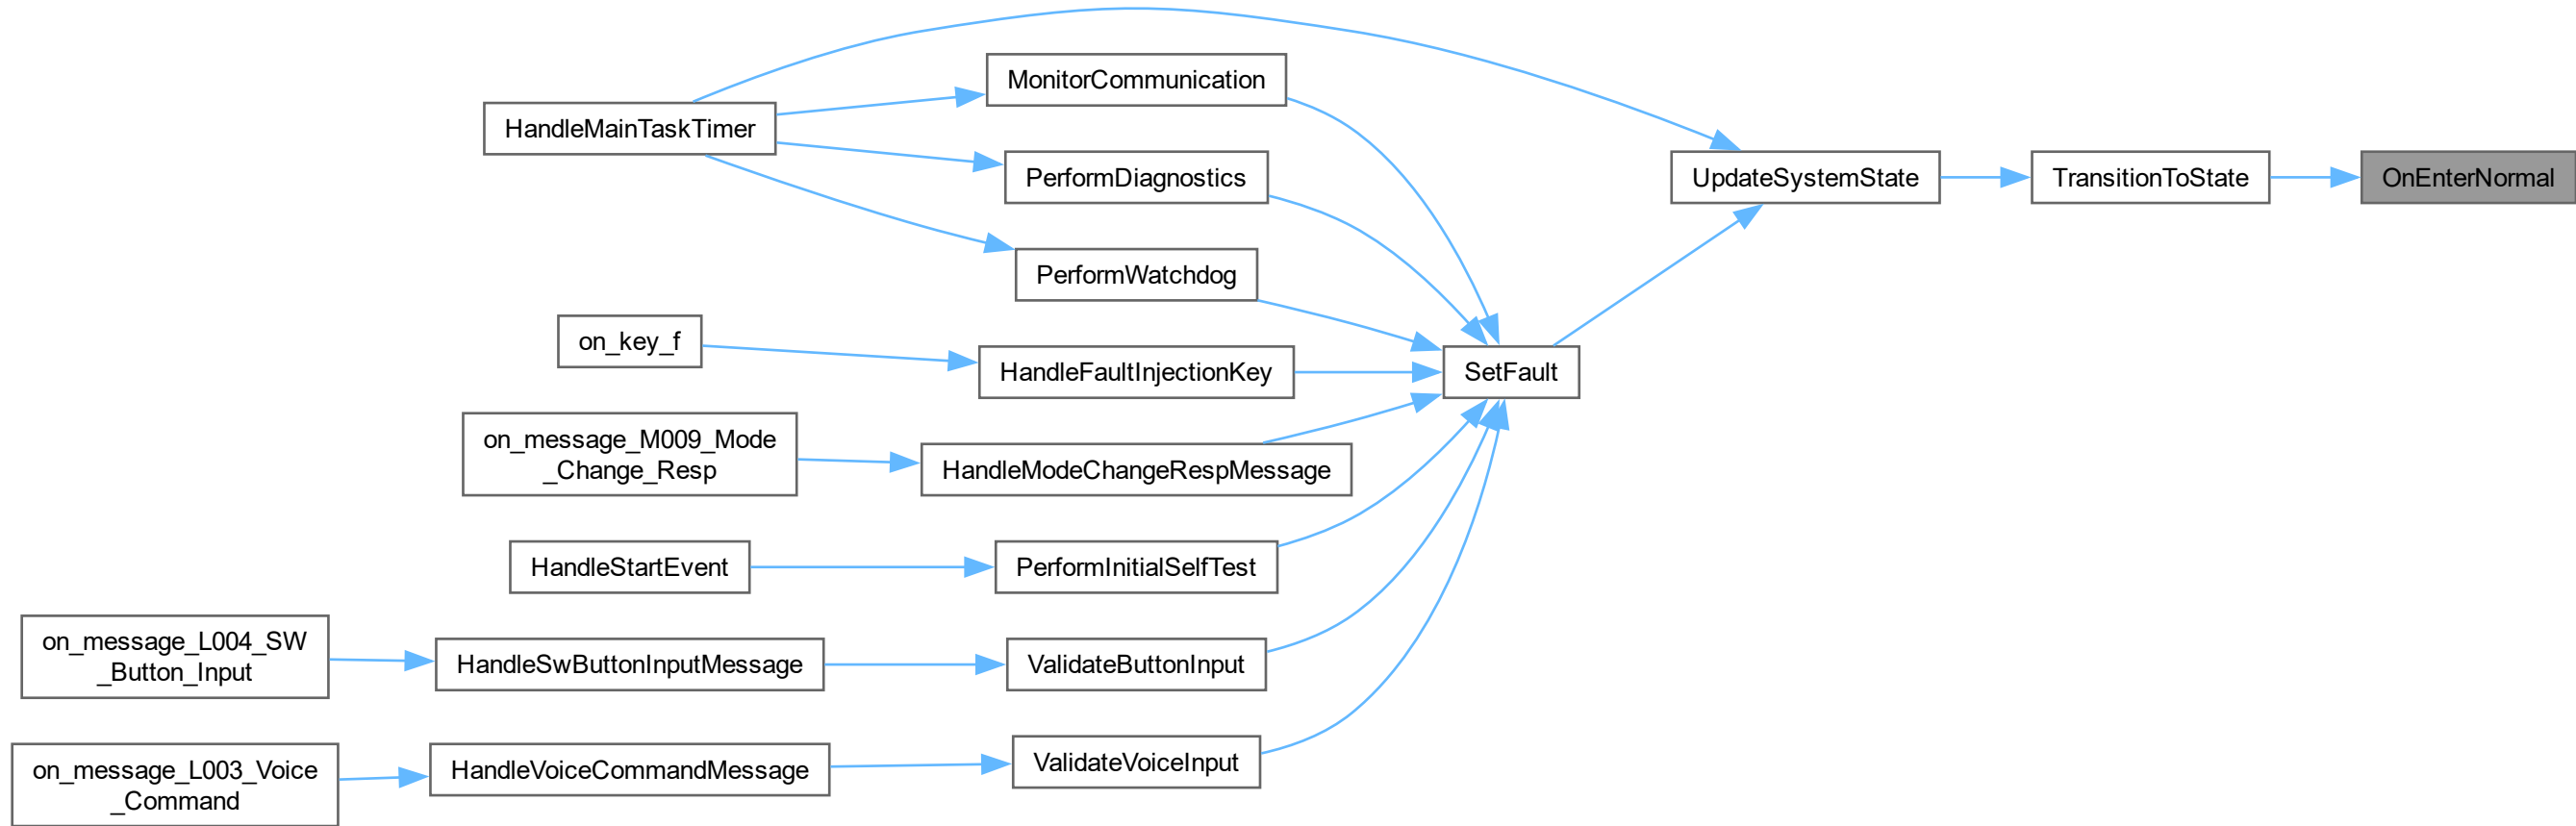 MonitorCommunication
HandleMainTaskTimer
PerformDiagnostics
UpdateSystemState
TransitionToState
OnEnterNormal
PerformWatchdog
on_key_f
HandleFaultInjectionKey
SetFault
on_message_M009_Mode
_Change_Resp
HandleModeChangeRespMessage
HandleStartEvent
PerformInitialSelfTest
on_message_L004_SW
_Button_Input
HandleSwButtonInputMessage
ValidateButtonInput
on_message_L003_Voice
_Command
HandleVoiceCommandMessage
ValidateVoiceInput